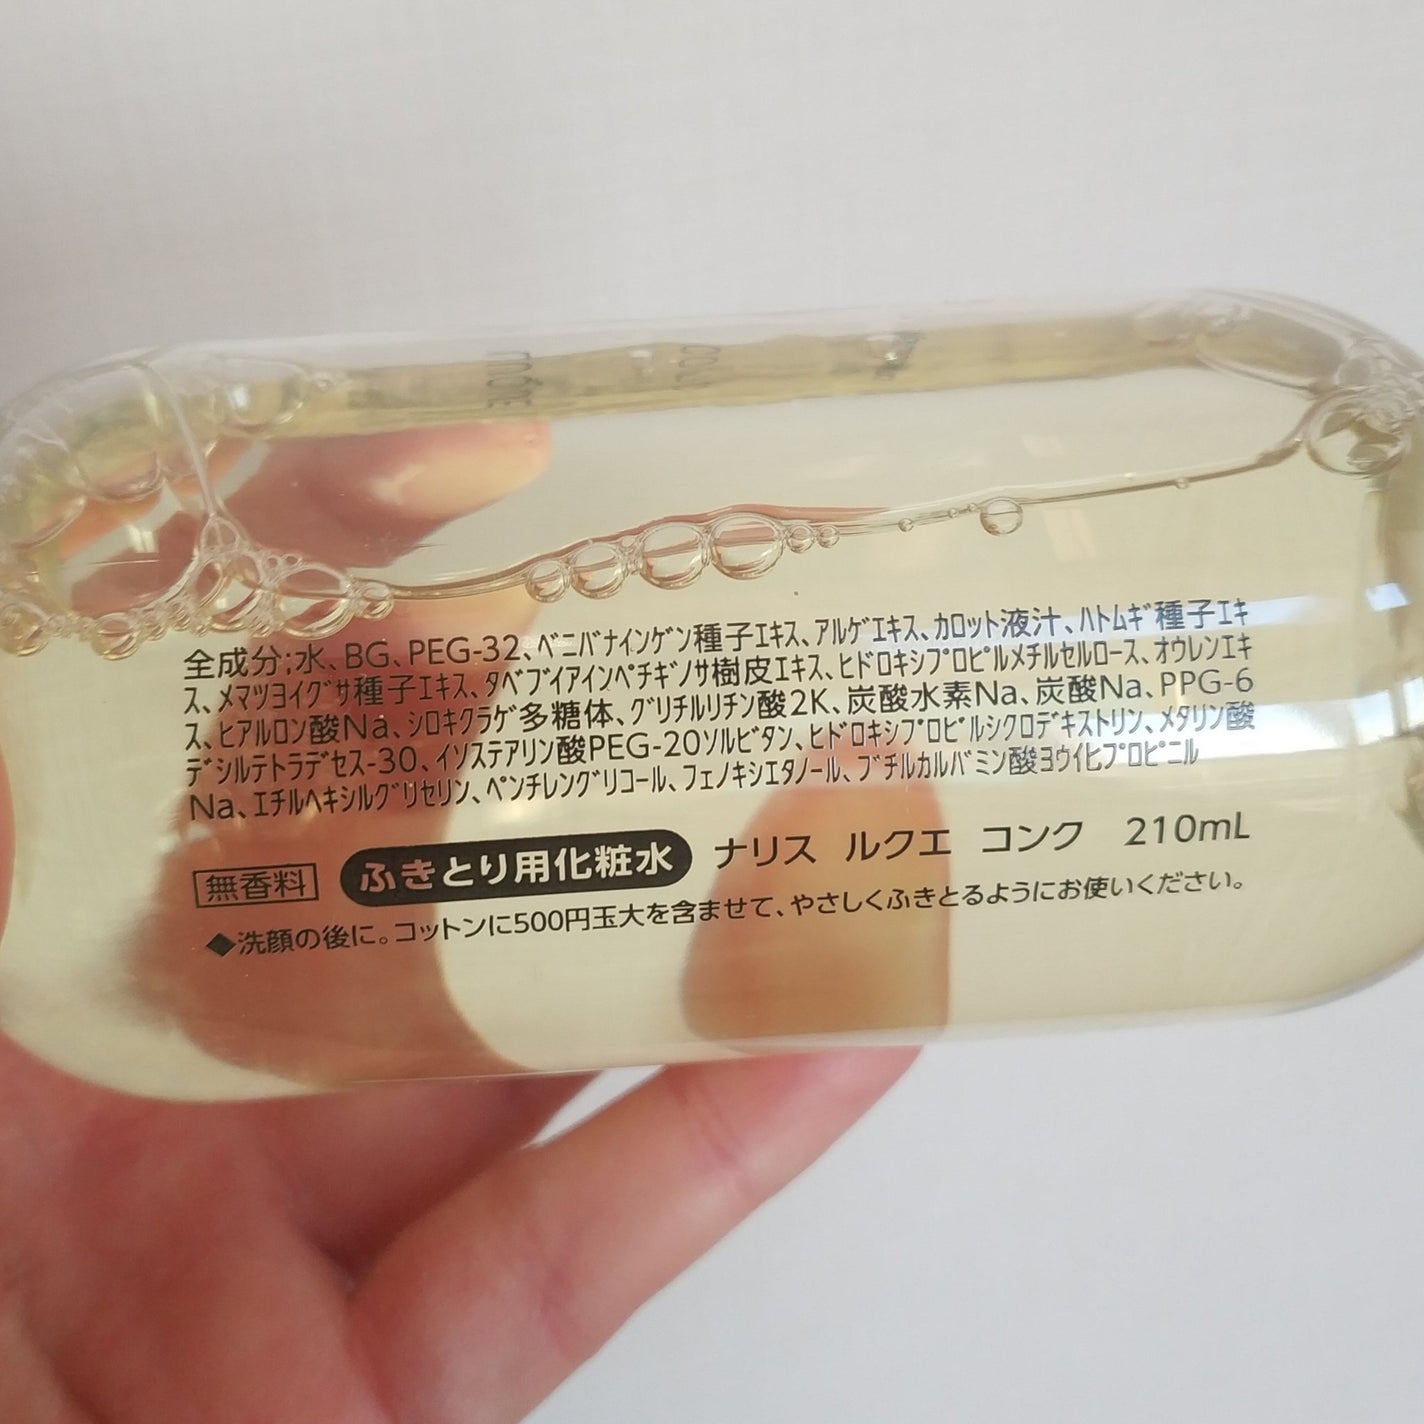 全成分;水、BG、PEG-32、ベニバナインゲン種子エキス、アルゲエキス、カロット液汁、ハトムギ種子エキ
ス、メマツヨイグサ種子エキス、タベブイアインペチギノサ樹皮エキス、ヒドロキシプロピルメチルセルロース、オウレンエキ
ス、ヒアルロン酸Na、シロキクラゲ多糖体、グリチルリチン酸2K、炭酸水素Na、炭酸Na、PPG-6
デシルテトラデセス-30、イソステアリン酸PEG-20ソルビタン、ヒドロキシプロピルシクロデキストリン、メタリン酸
Na、エチルヘキシルグリセリン、ペンチレングリコール、フェノキシエタノール、ブチルカルバミン酸ヨウ化プロピニル
無香料 ふきとり用化粧水 ナリス ルクエ コンク 210mL
◆洗顔の後に。コットンに500円玉大を含ませて、やさしくふきとるようにお使いください。